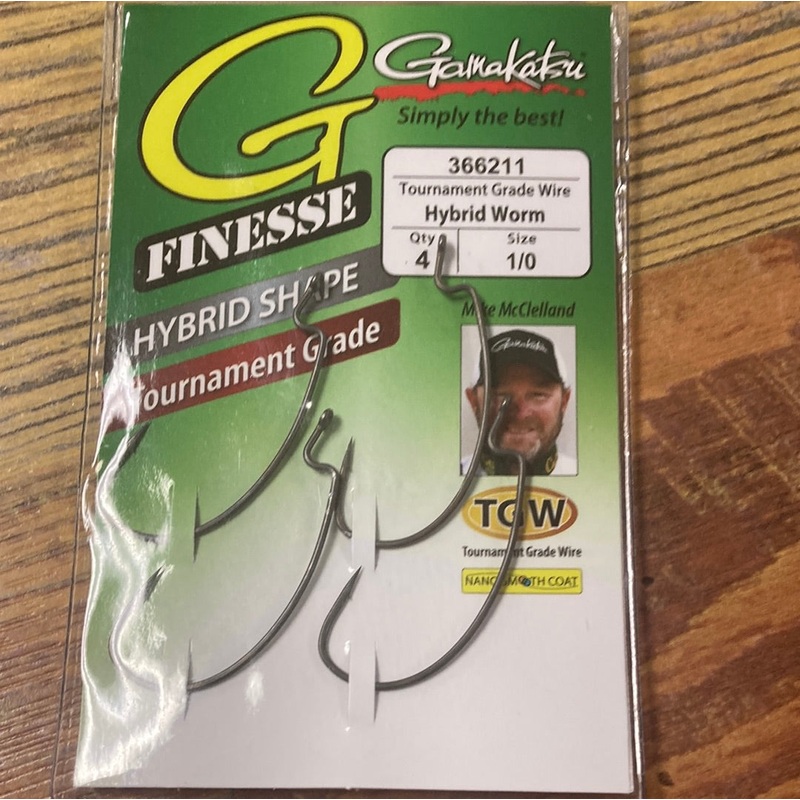 G
Gamakatsu
Simply the best!
FINESSE
366211
Tournament Grade Wire
Hybrid Worm
Qty Size
4 1/0
HYBRID SHAPE
Tournament Grade
Mike McClelland
Gamakatsu
TGW
Tournament Grade Wire
NANO SMOOTH COAT